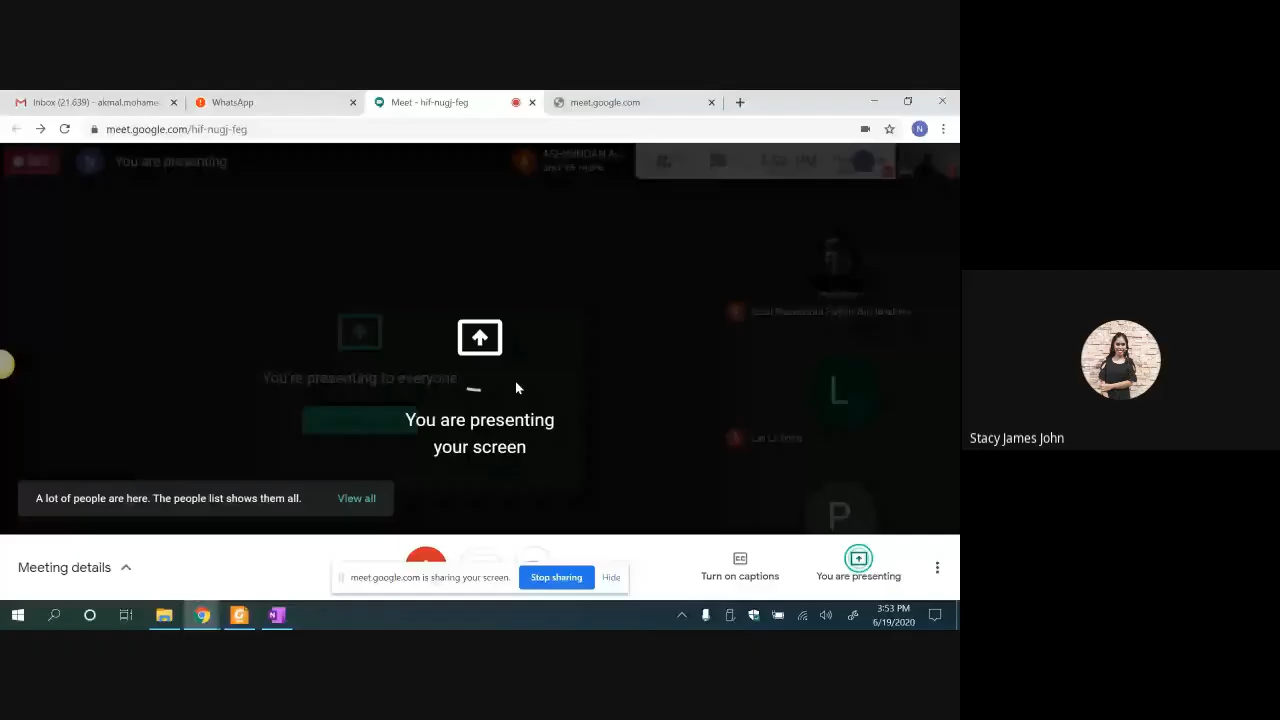 Inbox (21,639) - akmal.mohame
WhatsApp
Meet - hif-nugj-feg
meet.google.com
meet.google.com/hif-nugj-feg
N
N
You are presenting
You're presenting to everyone
You are presenting
your screen
L
P
Stacy James John
A lot of people are here. The people list shows them all.
View all
Meeting details
meet.google.com is sharing your screen.
Stop sharing
Hide
Turn on captions
You are presenting
3:53 PM
6/19/2020